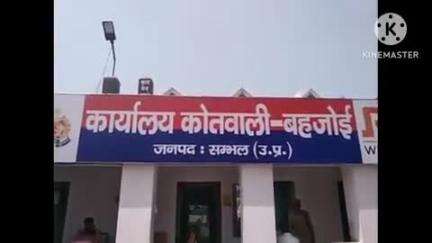 KINEMASTER
कार्यालय कोतवाली-बहजोई
जनपद : सम्भल (उ.प्र.)
W